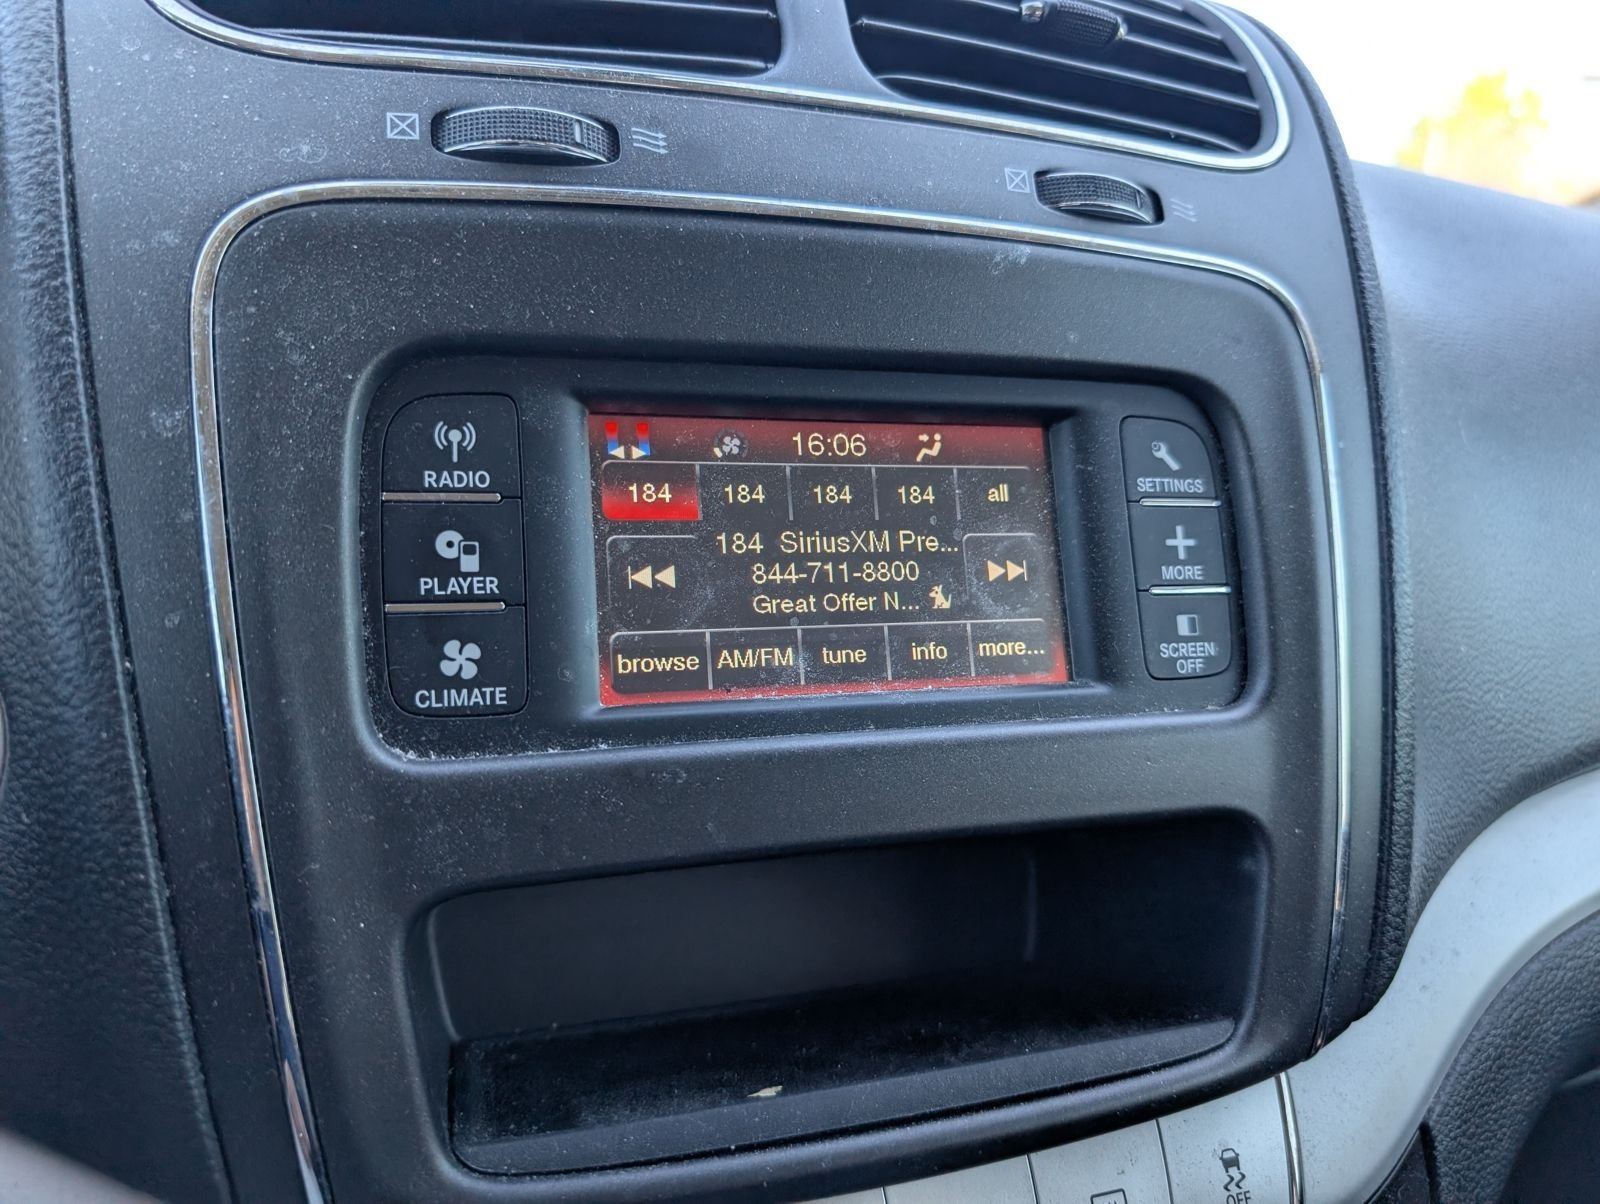 RADIO
PLAYER
CLIMATE
16:06
184 184 184 184 all
184 SiriusXM Pre...
844-711-8800
Great Offer N...
browse AM/FM tune info more...
SETTINGS
MORE
SCREEN
OFF
OFF